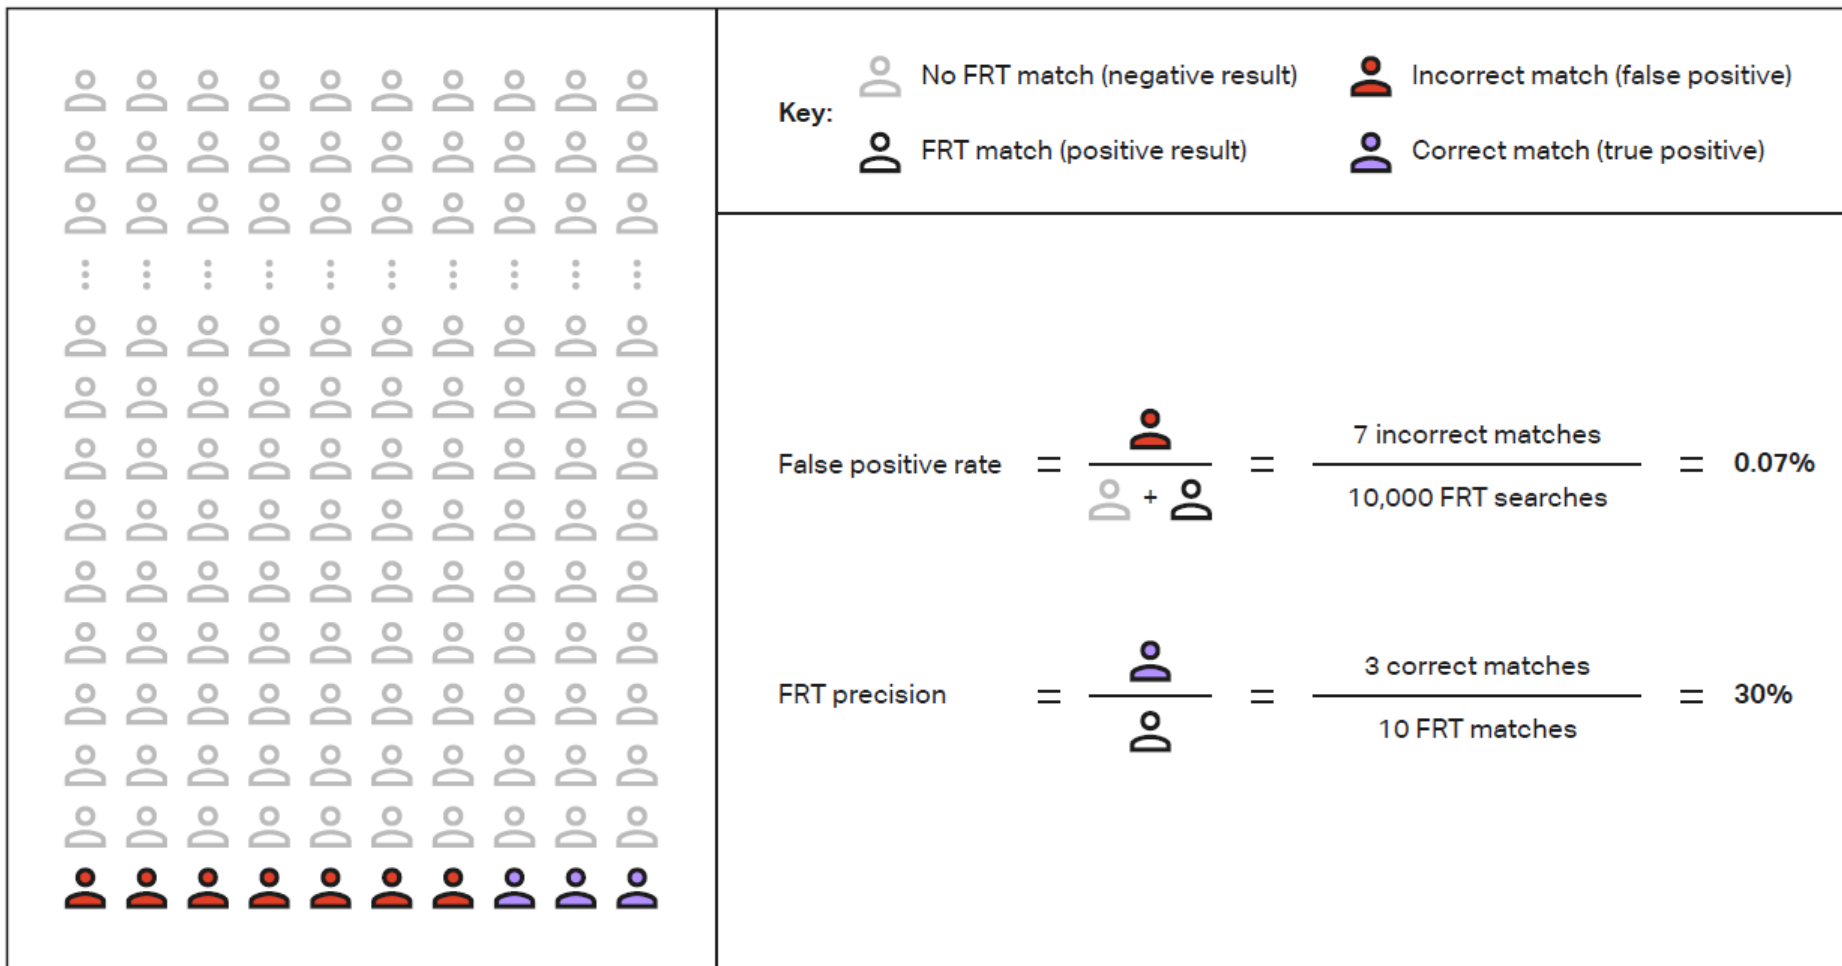 Key:
No FRT match (negative result)
Incorrect match (false positive)
FRT match (positive result)
Correct match (true positive)
False positive rate = + = 7 incorrect matches
10,000 FRT searches = 0.07%
FRT precision = = 3 correct matches
10 FRT matches = 30%